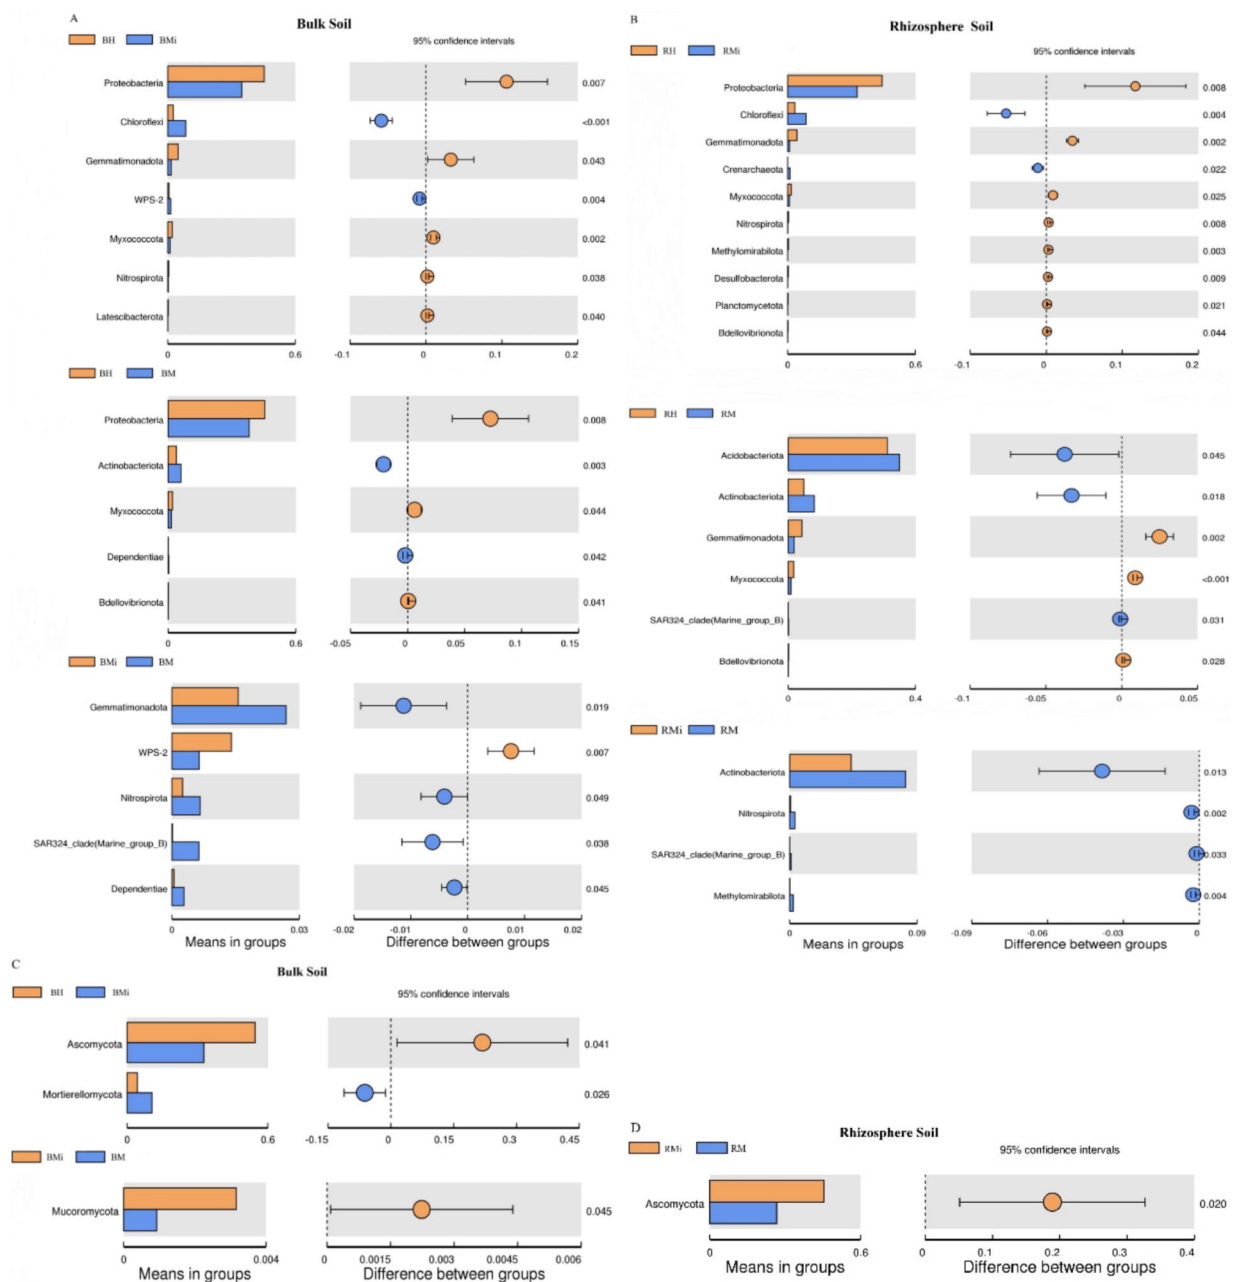 A
Bulk Soil
BH BMi
95% confidence intervals
Proteobacteria 0.007
Chloroflexi <0.001
Gemmatimonadota 0.043
WPS-2 0.004
Myxococcota 0.002
Nitrospirota 0.038
Latescibacterota 0.040
0 0.6 -0.1 0 0.1 0.2
BH BM
Proteobacteria 0.008
Actinobacteriota 0.003
Myxococcota 0.044
Dependentiae 0.042
Bdellovibrionota 0.041
0 0.6 -0.05 0 0.05 0.1 0.15
BMi BM
Gemmatimonadota 0.019
WPS-2 0.007
Nitrospirota 0.049
SAR324_clade(Marine_group_B) 0.038
Dependentiae 0.045
0 0.03 -0.02 -0.01 0 0.01 0.02
Means in groups Difference between groups
B
Rhizosphere Soil
RH RMi
95% confidence intervals
Proteobacteria 0.008
Chloroflexi 0.004
Gemmatimonadota 0.002
Crenarchaeota 0.022
Myxococcota 0.025
Nitrospirota 0.008
Methylomirabilota 0.003
Desulfobacterota 0.009
Planctomycetota 0.021
Bdellovibrionota 0.044
0 0.6 -0.1 0 0.1 0.2
RH RM
Acidobacteriota 0.045
Actinobacteriota 0.018
Gemmatimonadota 0.002
Myxococcota <0.001
SAR324_clade(Marine_group_B) 0.031
Bdellovibrionota 0.028
0 0.4 -0.1 -0.05 0 0.05
RMi RM
Actinobacteriota 0.013
Nitrospirota 0.002
SAR324_clade(Marine_group_B) 0.033
Methylomirabilota 0.004
0 0.09 -0.09 -0.06 -0.03 0
Means in groups Difference between groups
C
Bulk Soil
BH BMi
95% confidence intervals
Ascomycota 0.041
Mortierellomycota 0.026
0 0.6 -0.15 0 0.15 0.3 0.45
BMi BM
Mucoromycota 0.045
0 0.004 0 0.0015 0.003 0.0045 0.006
Means in groups Difference between groups
D
Rhizosphere Soil
RMi RM
95% confidence intervals
Ascomycota 0.020
0 0.6 0 0.1 0.2 0.3 0.4
Means in groups Difference between groups